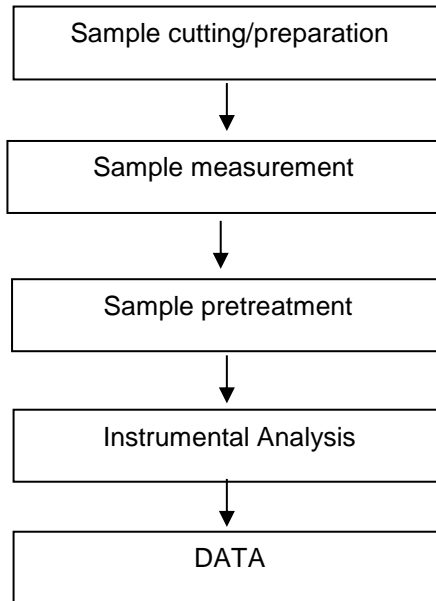 Sample cutting/preparation
Sample measurement
Sample pretreatment
Instrumental Analysis
DATA